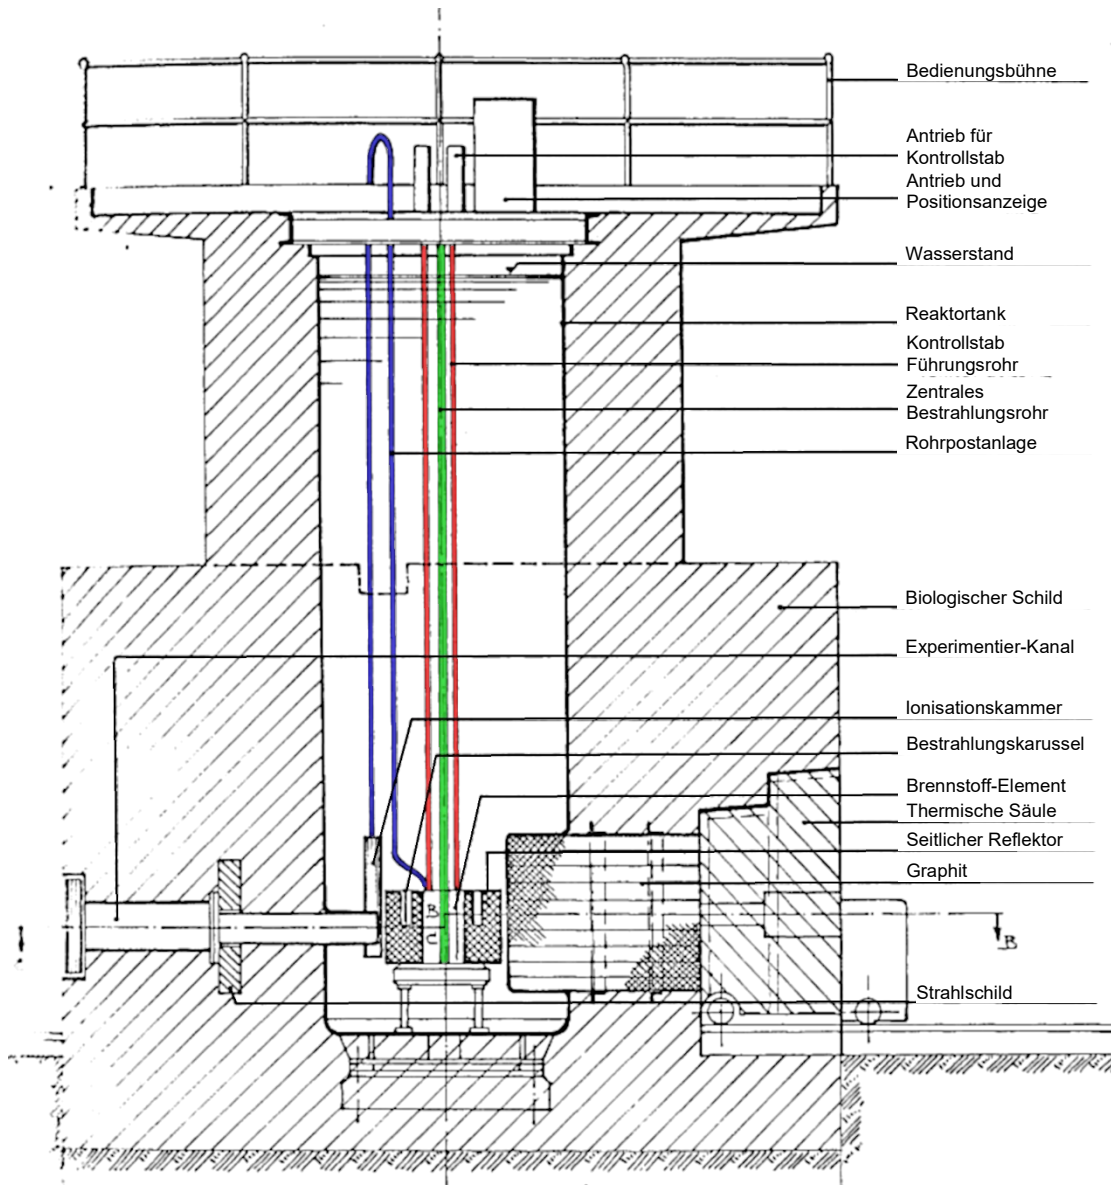 Bedienungsbühne
Antrieb für
Kontrollstab
Antrieb und
Positionsanzeige
Wasserstand
Reaktortank
Kontrollstab
Führungsrohr
Zentrales
Bestrahlungsrohr
Rohrpostanlage
Biologischer Schild
Experimentier-Kanal
Ionisationskammer
Bestrahlungskarussel
Brennstoff-Element
Thermische Säule
Seitlicher Reflektor
Graphit
B
Strahlschild